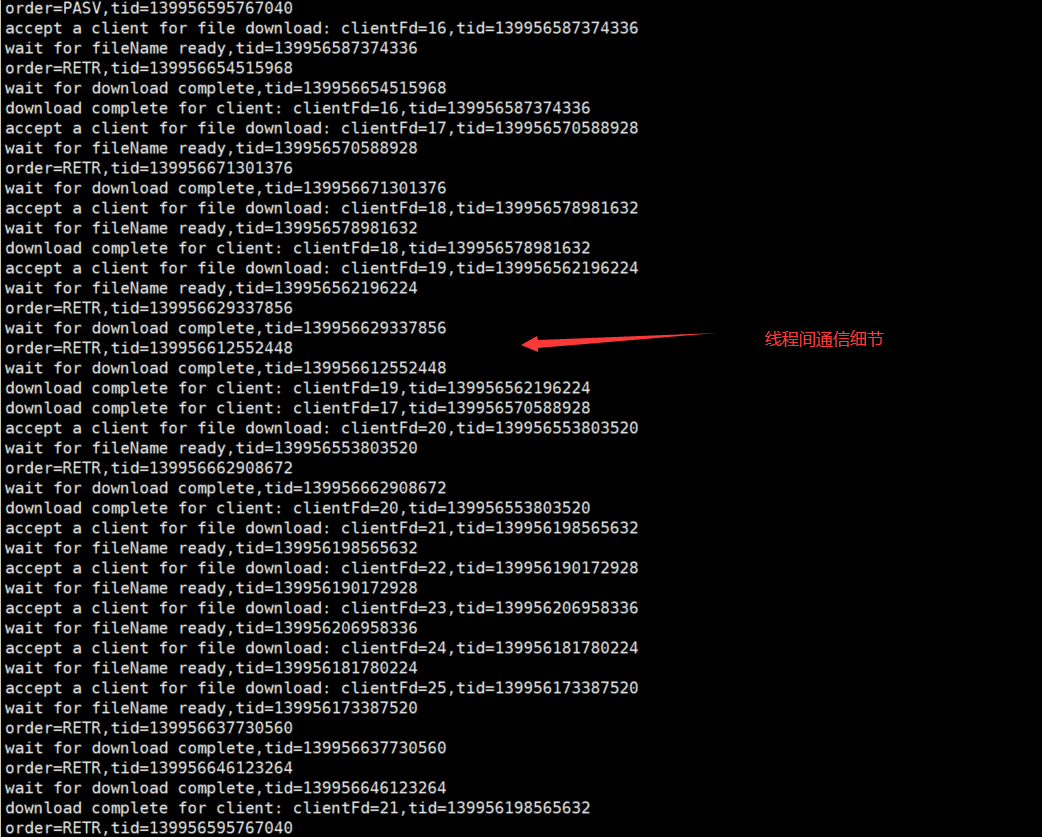 order=PASV,tid=139956595767040
accept a client for file download: clientFd=16,tid=139956587374336
wait for fileName ready,tid=139956587374336
order=RETR,tid=139956654515968
wait for download complete,tid=139956654515968
download complete for client: clientFd=16,tid=139956587374336
accept a client for file download: clientFd=17,tid=139956570588928
wait for fileName ready,tid=139956570588928
order=RETR,tid=139956671301376
wait for download complete,tid=139956671301376
accept a client for file download: clientFd=18,tid=139956578981632
wait for fileName ready,tid=139956578981632
download complete for client: clientFd=18,tid=139956578981632
accept a client for file download: clientFd=19,tid=139956562196224
wait for fileName ready,tid=139956562196224
order=RETR,tid=139956629337856
wait for download complete,tid=139956629337856
order=RETR,tid=139956612552448
线程间通信细节
wait for download complete,tid=139956612552448
download complete for client: clientFd=19,tid=139956562196224
download complete for client: clientFd=17,tid=139956570588928
accept a client for file download: clientFd=20,tid=139956553803520
wait for fileName ready,tid=139956553803520
order=RETR,tid=139956662908672
wait for download complete,tid=139956662908672
download complete for client: clientFd=20,tid=139956553803520
accept a client for file download: clientFd=21,tid=139956198565632
wait for fileName ready,tid=139956198565632
accept a client for file download: clientFd=22,tid=139956190172928
wait for fileName ready,tid=139956190172928
accept a client for file download: clientFd=23,tid=139956206958336
wait for fileName ready,tid=139956206958336
accept a client for file download: clientFd=24,tid=139956181780224
wait for fileName ready,tid=139956181780224
accept a client for file download: clientFd=25,tid=139956173387520
wait for fileName ready,tid=139956173387520
order=RETR,tid=139956637730560
wait for download complete,tid=139956637730560
order=RETR,tid=139956646123264
wait for download complete,tid=139956646123264
download complete for client: clientFd=21,tid=139956198565632
order=RETR,tid=139956595767040